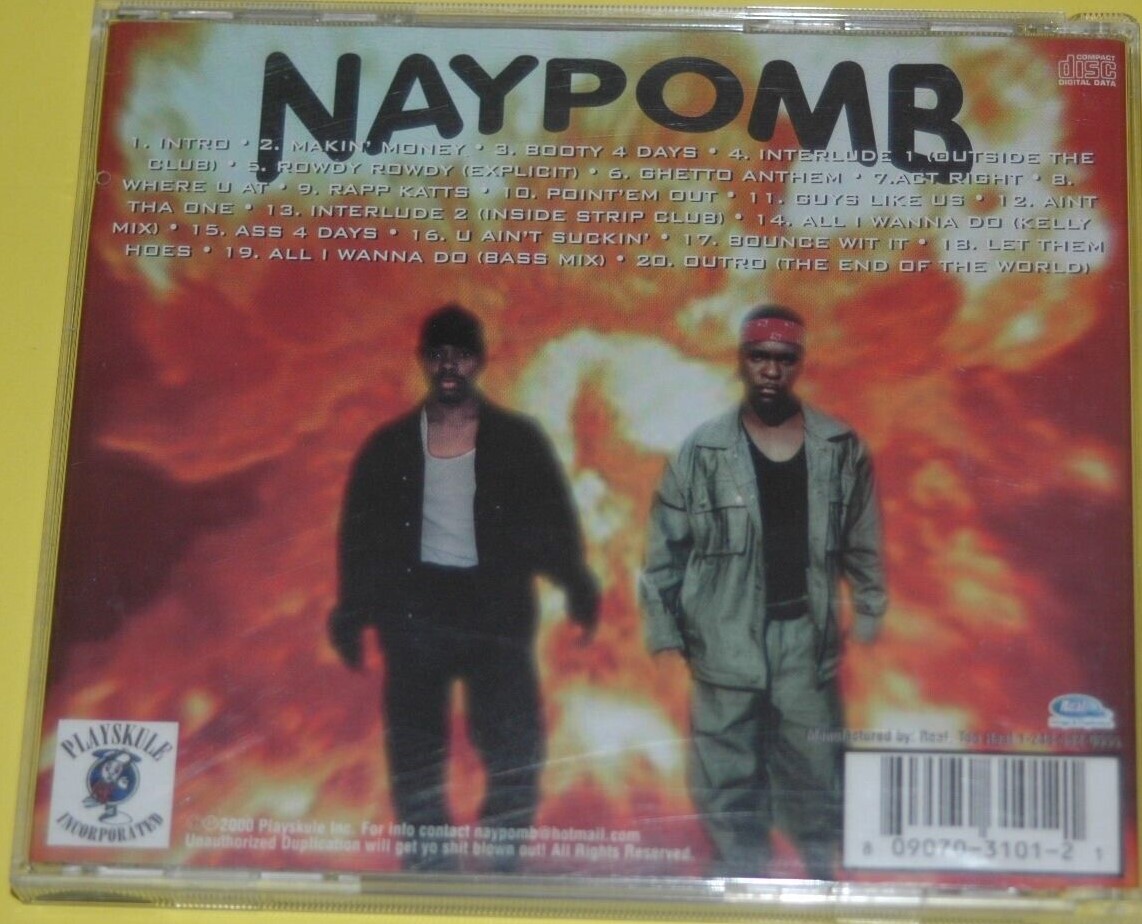 NAYPOMB
COMPACT
disc
DIGITAL DATA
1. INTRO • 2. MAKIN' MONEY • 3. BOOTY 4 DAYS • 4. INTERLUDE 1 (OUTSIDE THE
CLUB) • 5. ROWDY ROWDY (EXPLICIT) • 6. GHETTO ANTHEM • 7.ACT RIGHT • 8.
WHERE U AT • 9. RAPP KATTS • 10. POINT'EM OUT • 11. GUYS LIKE US • 12. AINT
THA ONE • 13. INTERLUDE 2 (INSIDE STRIP CLUB) • 14. ALL I WANNA DO (KELLY
MIX) • 15. ASS 4 DAYS • 16. U AIN'T SUCKIN' • 17. BOUNCE WIT IT • 18. LET THEM
HOES • 19. ALL I WANNA DO (BASS MIX) • 20. OUTRO (THE END OF THE WORLD)
PLAYSKULE
INCORPORATED
Manufactured by:
©℗2000 Playskule Inc. For info contact naypomb@hotmail.com
Unauthorized Duplication will get yo shit blown out! All Rights Reserved.
8 09070-3101-2 1